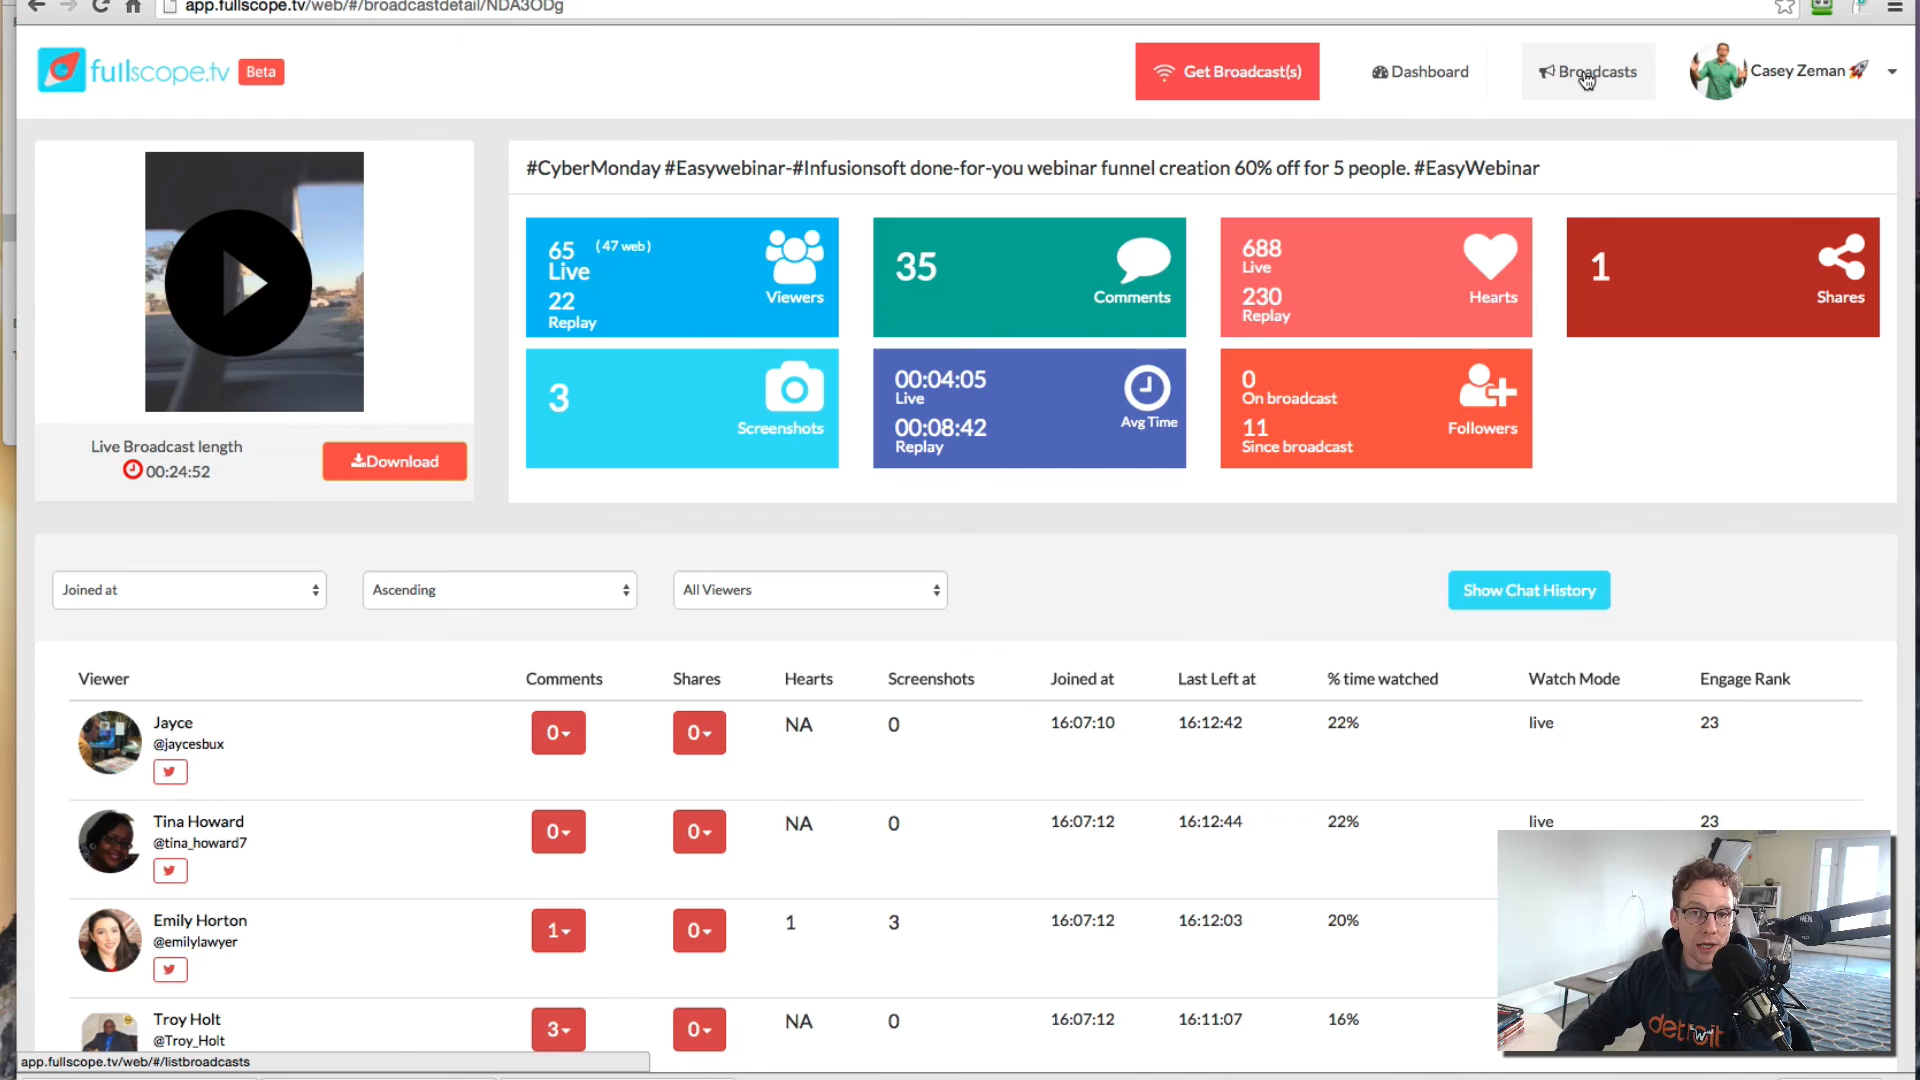 app.fullscope.tv/web/#/broadcastdetail/NDA3ODg
fullscope.tv Beta
Get Broadcast(s)
Dashboard
Broadcasts
Casey Zeman
#CyberMonday #Easywebinar-#Infusionsoft done-for-you webinar funnel creation 60% off for 5 people. #EasyWebinar
65 (47 web)
Live
22
Replay
Viewers
35
Comments
688
Live
230
Replay
Hearts
1
Shares
3
Screenshots
00:04:05
Live
00:08:42
Replay
Avg Time
0
On broadcast
11
Since broadcast
Followers
Live Broadcast length
00:24:52
Download
Joined at
Ascending
All Viewers
Show Chat History
Viewer Comments Shares Hearts Screenshots Joined at Last Left at % time watched Watch Mode Engage Rank
Jayce
@jaycesbux
0 0 NA 0 16:07:10 16:12:42 22% live 23
Tina Howard
@tina_howard7
0 0 NA 0 16:07:12 16:12:44 22% live 23
Emily Horton
@emilylawyer
1 0 1 3 16:07:12 16:12:03 20%
Troy Holt
@Troy_Holt
3 0 NA 0 16:07:12 16:11:07 16%
detroit
app.fullscope.tv/web/#/listbroadcasts